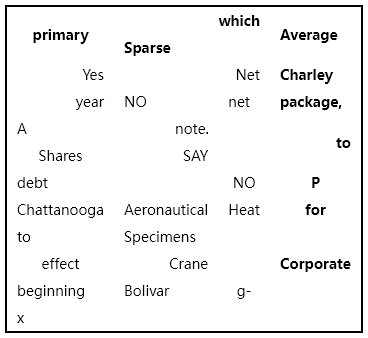 primary Sparse which Average
Yes Net Charley
year NO net package,
A note.
to
Shares SAY
debt NO P
Chattanooga Aeronautical Heat for
to Specimens
effect Crane Corporate
beginning Bolivar g-
x